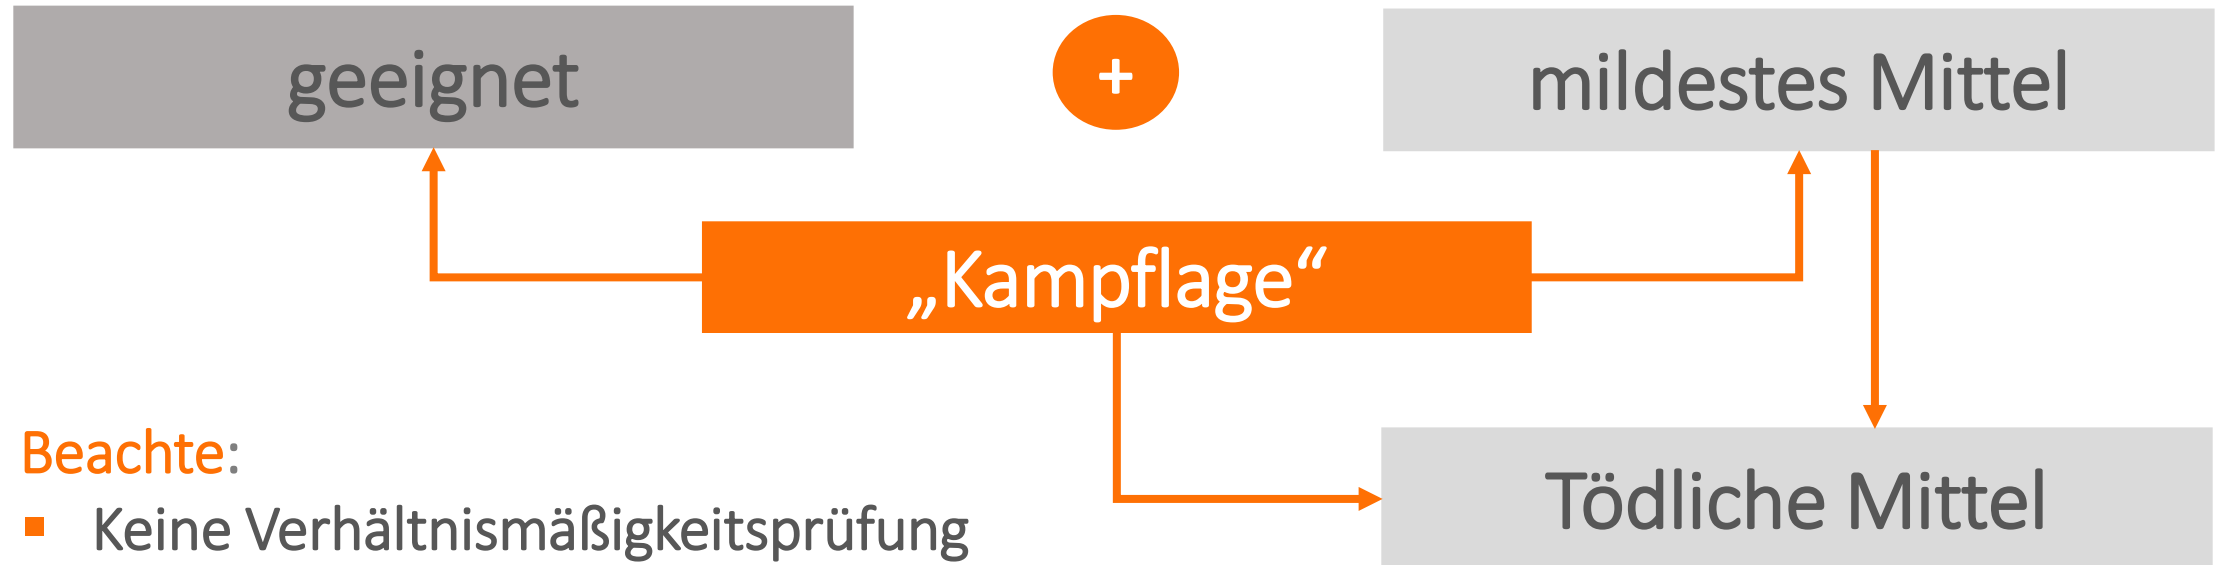 geeignet
+
mildestes Mittel
„Kampflage“
Beachte:
Keine Verhältnismäßigkeitsprüfung
Tödliche Mittel